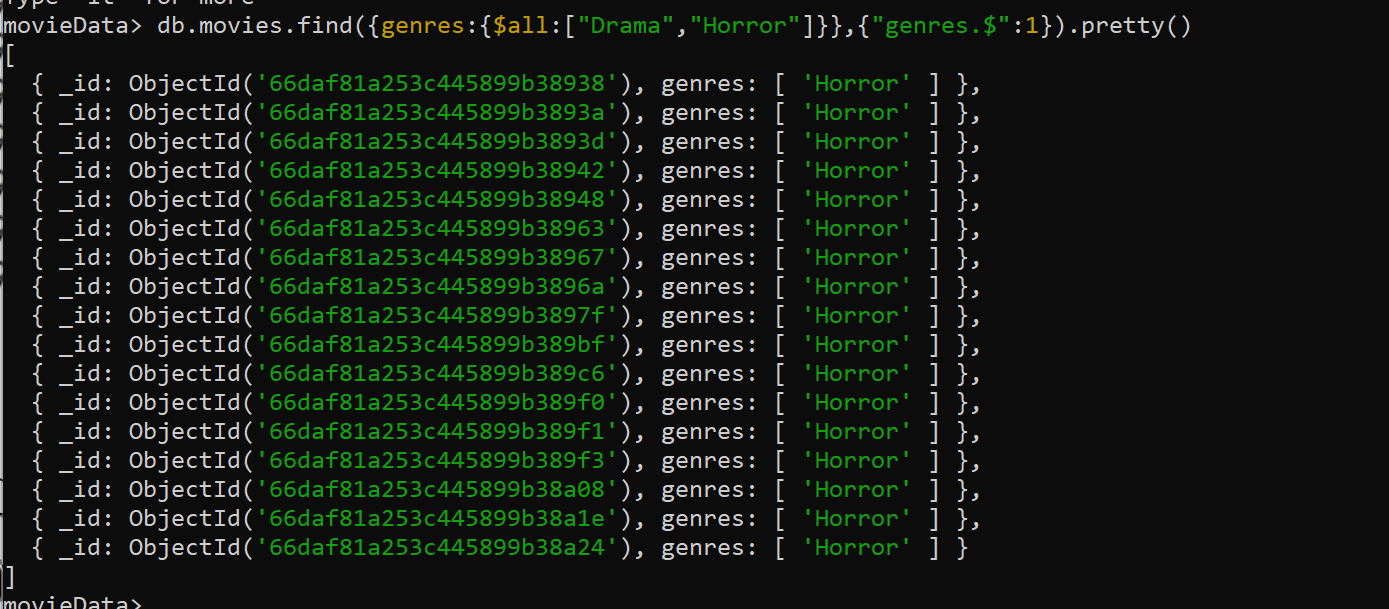 Type "it" for more
movieData> db.movies.find({genres:{$all:["Drama","Horror"]}},{"genres.$":1}).pretty()
[
  { _id: ObjectId('66daf81a253c445899b38938'), genres: [ 'Horror' ] },
  { _id: ObjectId('66daf81a253c445899b3893a'), genres: [ 'Horror' ] },
  { _id: ObjectId('66daf81a253c445899b3893d'), genres: [ 'Horror' ] },
  { _id: ObjectId('66daf81a253c445899b38942'), genres: [ 'Horror' ] },
  { _id: ObjectId('66daf81a253c445899b38948'), genres: [ 'Horror' ] },
  { _id: ObjectId('66daf81a253c445899b38963'), genres: [ 'Horror' ] },
  { _id: ObjectId('66daf81a253c445899b38967'), genres: [ 'Horror' ] },
  { _id: ObjectId('66daf81a253c445899b3896a'), genres: [ 'Horror' ] },
  { _id: ObjectId('66daf81a253c445899b3897f'), genres: [ 'Horror' ] },
  { _id: ObjectId('66daf81a253c445899b389bf'), genres: [ 'Horror' ] },
  { _id: ObjectId('66daf81a253c445899b389c6'), genres: [ 'Horror' ] },
  { _id: ObjectId('66daf81a253c445899b389f0'), genres: [ 'Horror' ] },
  { _id: ObjectId('66daf81a253c445899b389f1'), genres: [ 'Horror' ] },
  { _id: ObjectId('66daf81a253c445899b389f3'), genres: [ 'Horror' ] },
  { _id: ObjectId('66daf81a253c445899b38a08'), genres: [ 'Horror' ] },
  { _id: ObjectId('66daf81a253c445899b38a1e'), genres: [ 'Horror' ] },
  { _id: ObjectId('66daf81a253c445899b38a24'), genres: [ 'Horror' ] }
]
movieData>